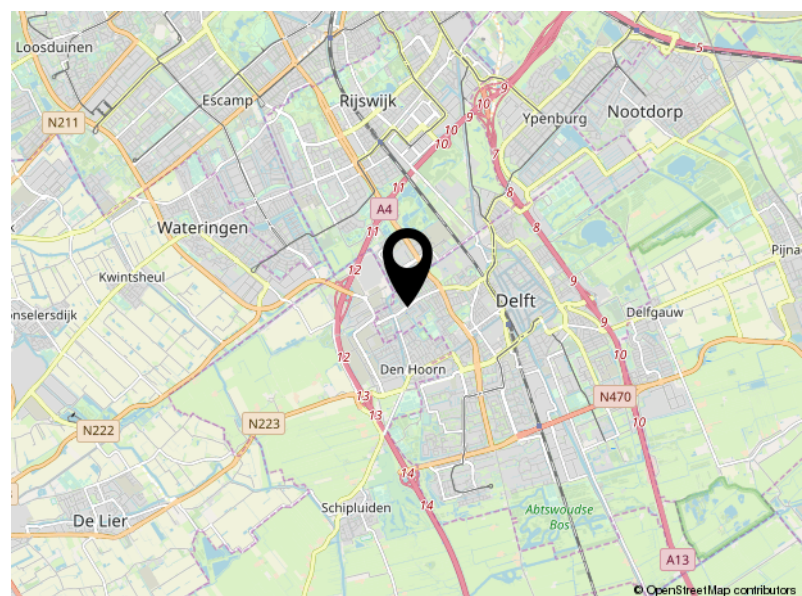 Loosduinen
5
Escamp
Rijswijk
10
9
Nootdorp
N211
10
9
Ypenburg
10
7
11
8
A4
Wateringen
11
8
Pijna
12
Kwintsheul
9
Delft
onselersdijk
Delfgauw
9
12
10
Den Hoorn
13
N470
N223
13
10
N222
14
14
Schipluiden
Abtswoudse
Bos
De Lier
A13
© OpenStreetMap contributors